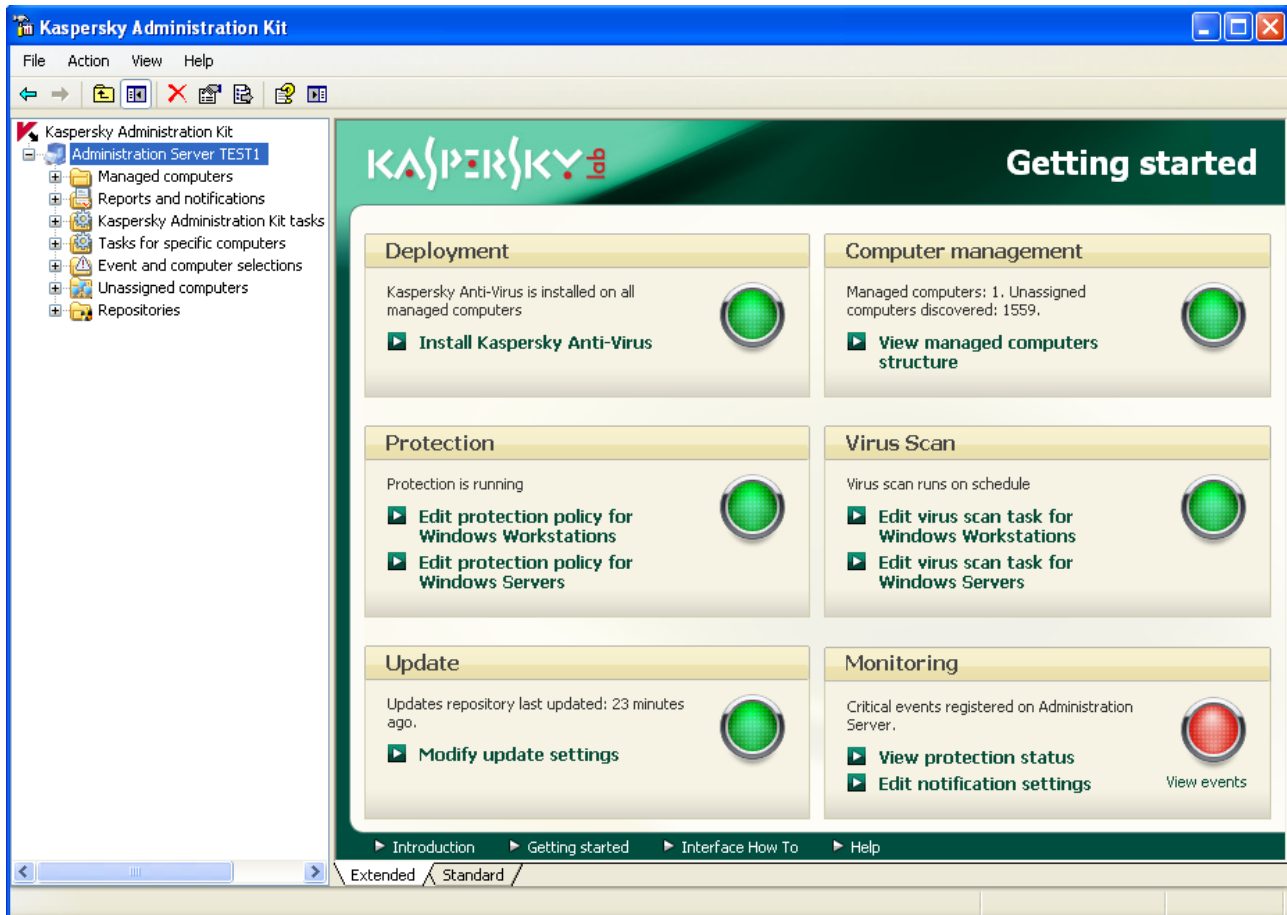 Kaspersky Administration Kit
File Action View Help
Kaspersky Administration Kit
Administration Server TEST1
Managed computers
Reports and notifications
Kaspersky Administration Kit tasks
Tasks for specific computers
Event and computer selections
Unassigned computers
Repositories
KASPERSKY lab
Getting started
Deployment
Kaspersky Anti-Virus is installed on all
managed computers
Install Kaspersky Anti-Virus
Computer management
Managed computers: 1. Unassigned
computers discovered: 1559.
View managed computers
structure
Protection
Protection is running
Edit protection policy for
Windows Workstations
Edit protection policy for
Windows Servers
Virus Scan
Virus scan runs on schedule
Edit virus scan task for
Windows Workstations
Edit virus scan task for
Windows Servers
Update
Updates repository last updated: 23 minutes
ago.
Modify update settings
Monitoring
Critical events registered on Administration
Server.
View protection status
Edit notification settings
View events
Introduction Getting started Interface How To Help
Extended Standard